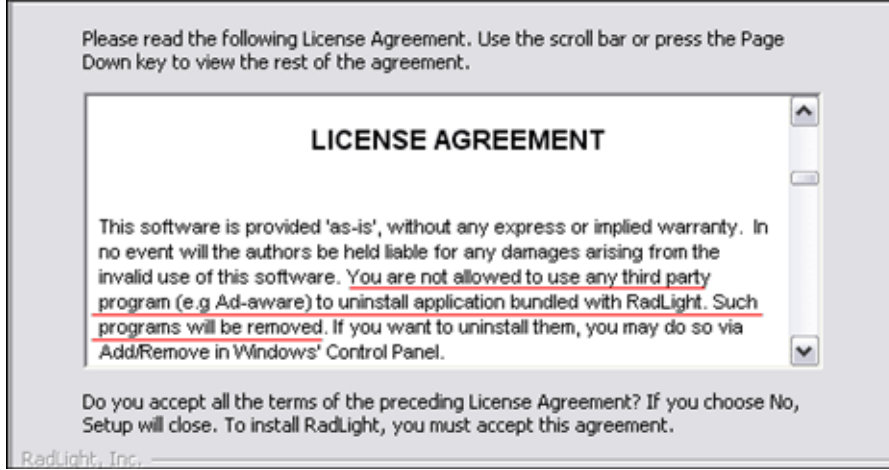 Please read the following License Agreement. Use the scroll bar or press the Page
Down key to view the rest of the agreement.
LICENSE AGREEMENT
This software is provided 'as-is', without any express or implied warranty. In
no event will the authors be held liable for any damages arising from the
invalid use of this software. You are not allowed to use any third party
program (e.g Ad-aware) to uninstall application bundled with RadLight. Such
programs will be removed. If you want to uninstall them, you may do so via
Add/Remove in Windows' Control Panel.
Do you accept all the terms of the preceding License Agreement? If you choose No,
Setup will close. To install RadLight, you must accept this agreement.
RadLight, Inc.